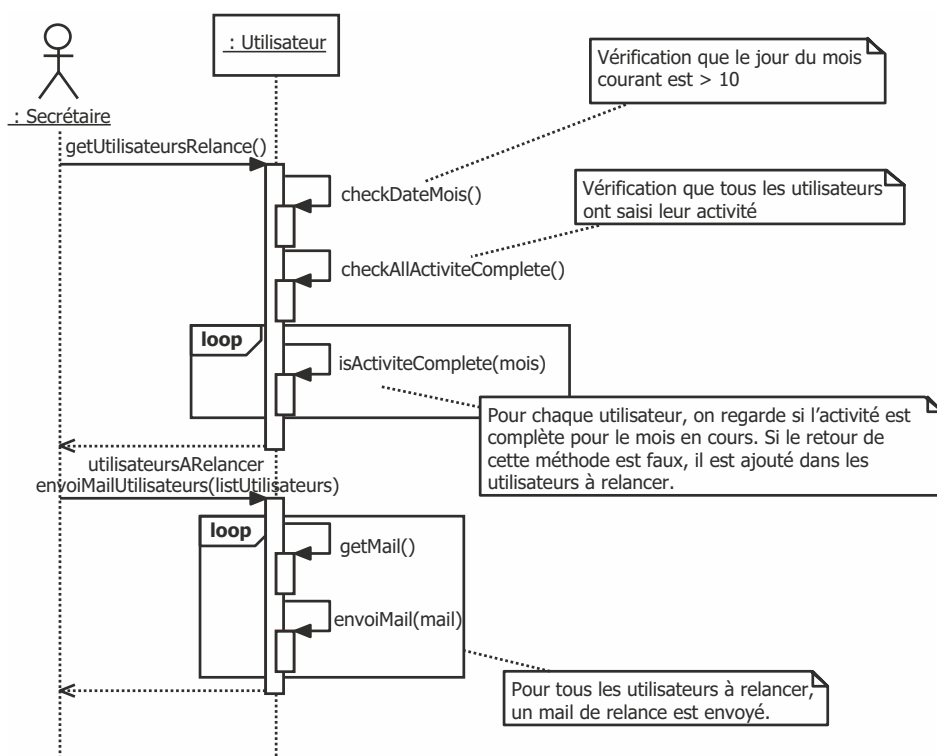 : Utilisateur
Vérification que le jour du mois
courant est > 10
: Secrétaire
getUtilisateursRelance()
checkDateMois()
Vérification que tous les utilisateurs
ont saisi leur activité
checkAllActiviteComplete()
loop
isActiviteComplete(mois)
Pour chaque utilisateur, on regarde si l'activité est
complète pour le mois en cours. Si le retour de
cette méthode est faux, il est ajouté dans les
utilisateurs à relancer.
utilisateursARelancer
envoiMailUtilisateurs(listUtilisateurs)
loop
getMail()
envoiMail(mail)
Pour tous les utilisateurs à relancer,
un mail de relance est envoyé.